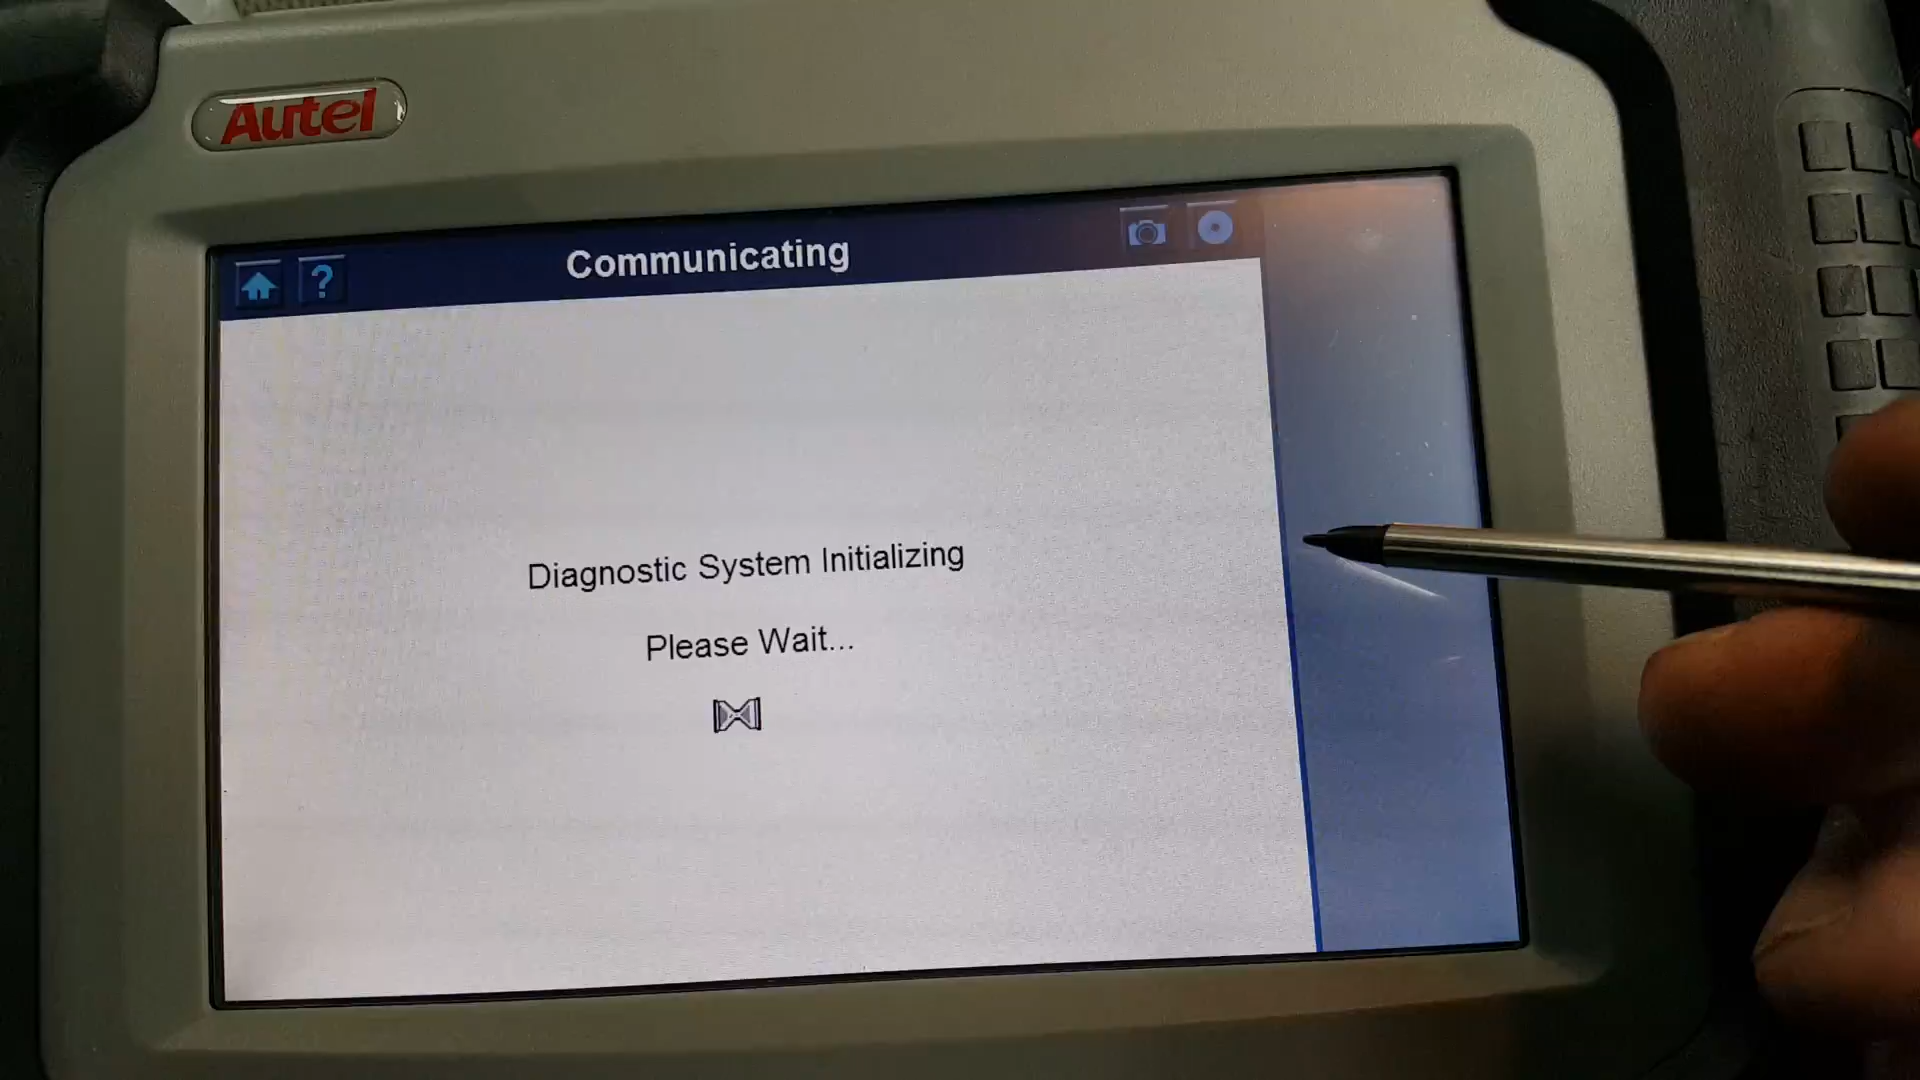 Autel
?
Communicating
Diagnostic System Initializing
Please Wait...